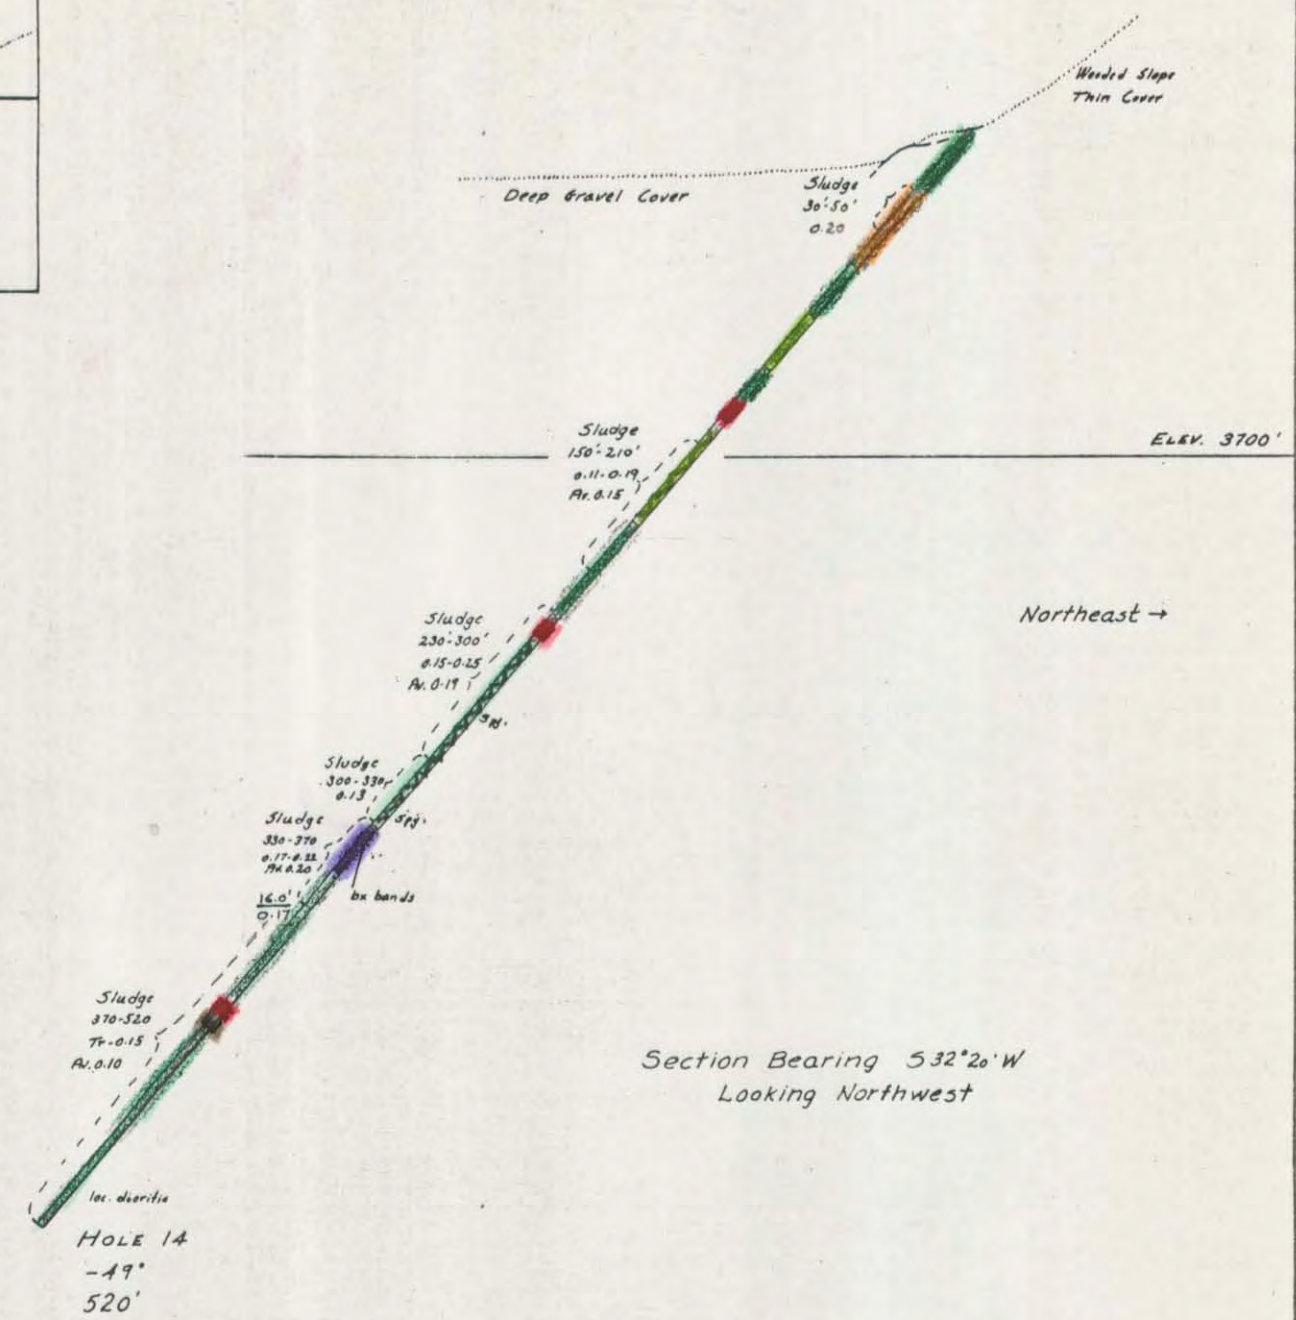 Wooded Slope
Thin Cover
Deep Gravel Cover
Sludge
30'-50'
0.20
ELEV. 3700'
Sludge
150'-210'
0.11-0.19
Av. 0.15
Northeast →
Sludge
230'-300'
0.15-0.25
Av. 0.19
Sludge
300-330
0.13
Sludge
330-370
0.17-0.22
Av. 0.20
16.0'
0.17
bx bands
Sludge
370-520
Tr-0.15
Av. 0.10
Section Bearing S32°20'W
Looking Northwest
loc. dioritic
HOLE 14
-49°
520'